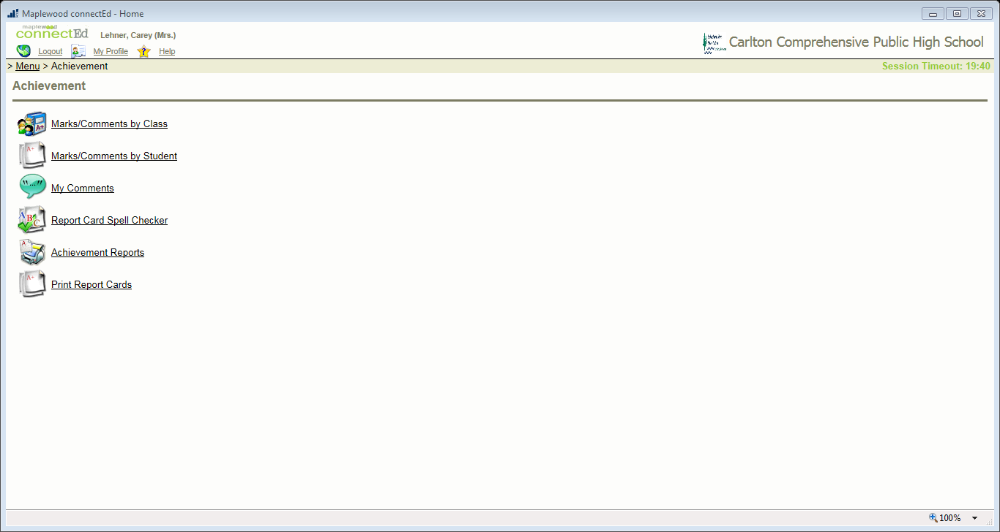 Maplewood connectEd - Home
maplewood
connectEd
Lehner, Carey (Mrs.)
Logout
My Profile
Help
Carlton Comprehensive Public High School
> Menu > Achievement
Session Timeout: 19:40
Achievement
Marks/Comments by Class
Marks/Comments by Student
My Comments
Report Card Spell Checker
Achievement Reports
Print Report Cards
100%